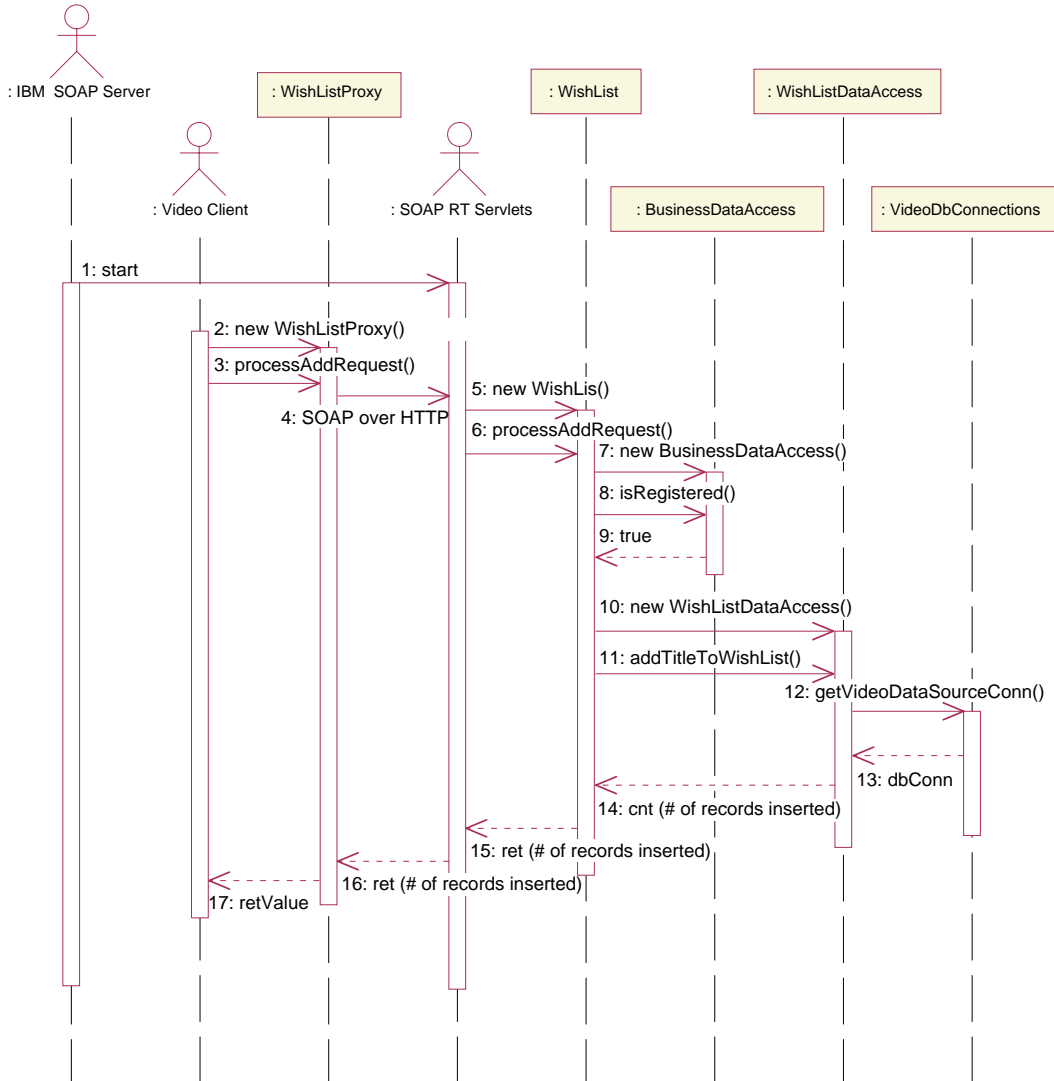 : IBM  SOAP Server
: WishListProxy
: WishList
: WishListDataAccess
: Video Client
: SOAP RT Servlets
: BusinessDataAccess
: VideoDbConnections
1: start
2: new WishListProxy()
3: processAddRequest()
4: SOAP over HTTP
5: new WishLis()
6: processAddRequest()
7: new BusinessDataAccess()
8: isRegistered()
9: true
10: new WishListDataAccess()
11: addTitleToWishList()
12: getVideoDataSourceConn()
13: dbConn
14: cnt (# of records inserted)
15: ret (# of records inserted)
16: ret (# of records inserted)
17: retValue